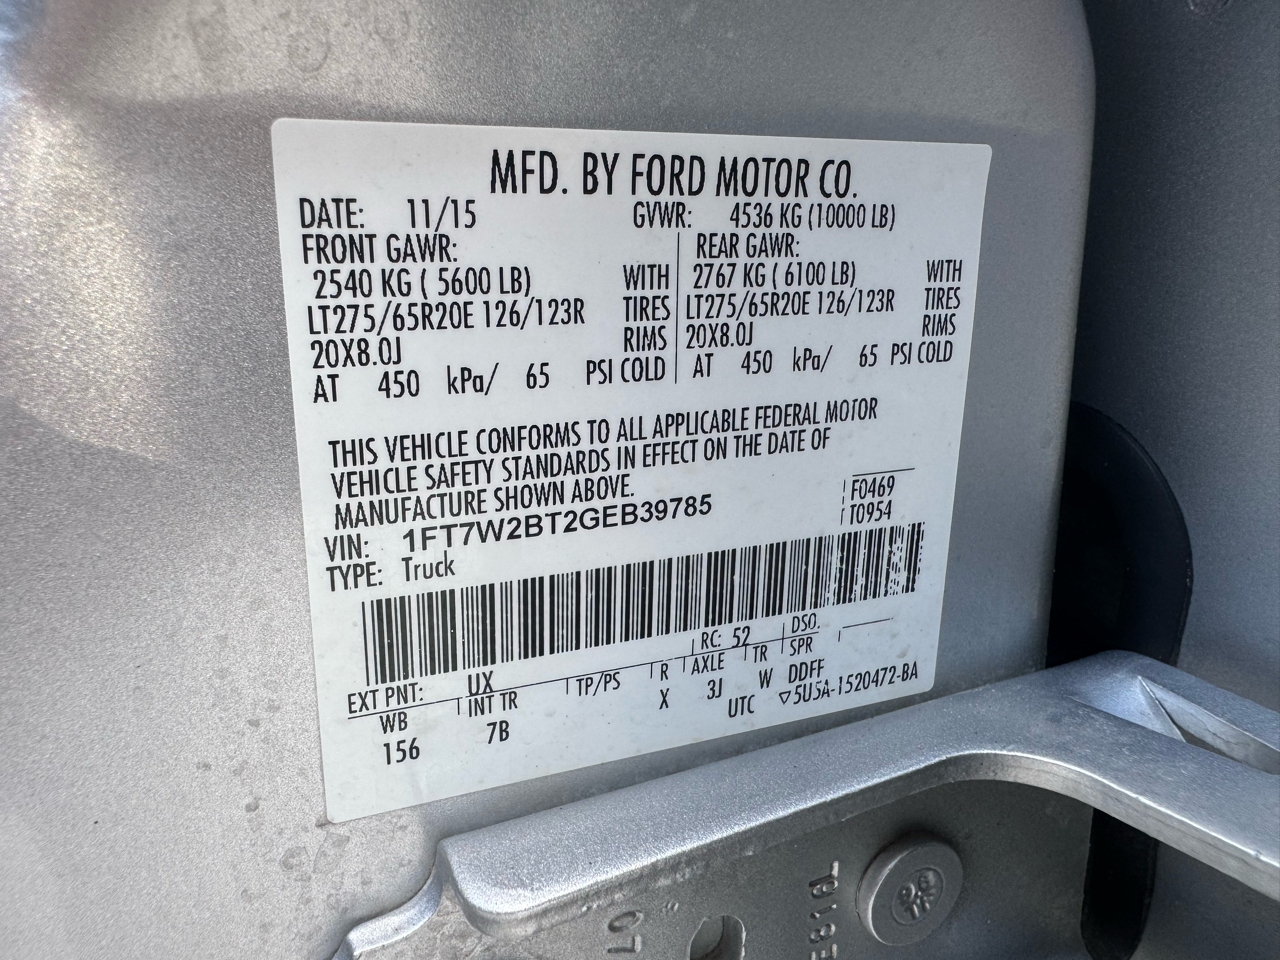 MFD. BY FORD MOTOR CO.
DATE: 11/15 GVWR: 4536 KG (10000 LB)
FRONT GAWR: REAR GAWR:
2540 KG ( 5600 LB) WITH 2767 KG ( 6100 LB) WITH
LT275/65R20E 126/123R TIRES LT275/65R20E 126/123R TIRES
20X8.0J RIMS 20X8.0J RIMS
AT 450 kPa/ 65 PSI COLD AT 450 kPa/ 65 PSI COLD
THIS VEHICLE CONFORMS TO ALL APPLICABLE FEDERAL MOTOR
VEHICLE SAFETY STANDARDS IN EFFECT ON THE DATE OF
MANUFACTURE SHOWN ABOVE.
F0469
VIN: 1FT7W2BT2GEB39785 T0954
TYPE: Truck
EXT PNT: UX RC: 52 DSO.
WB INT TR TP/PS R AXLE TR SPR
156 7B X 3J W DDFF
UTC ▽5U5A-1520472-BA